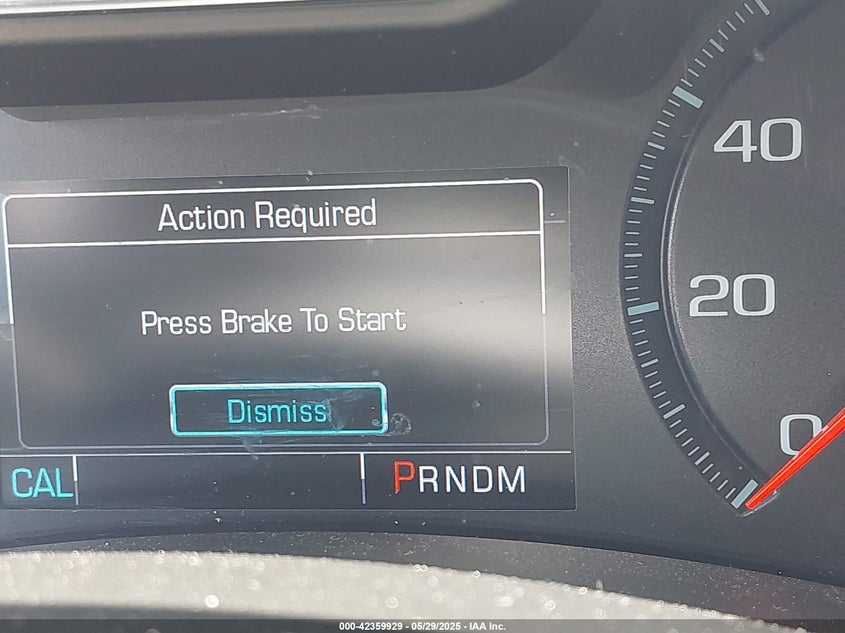 Action Required
Press Brake To Start
Dismiss
CAL
PRNDM
40
20
0
000-42359929 - 05/29/2025 - IAA Inc.